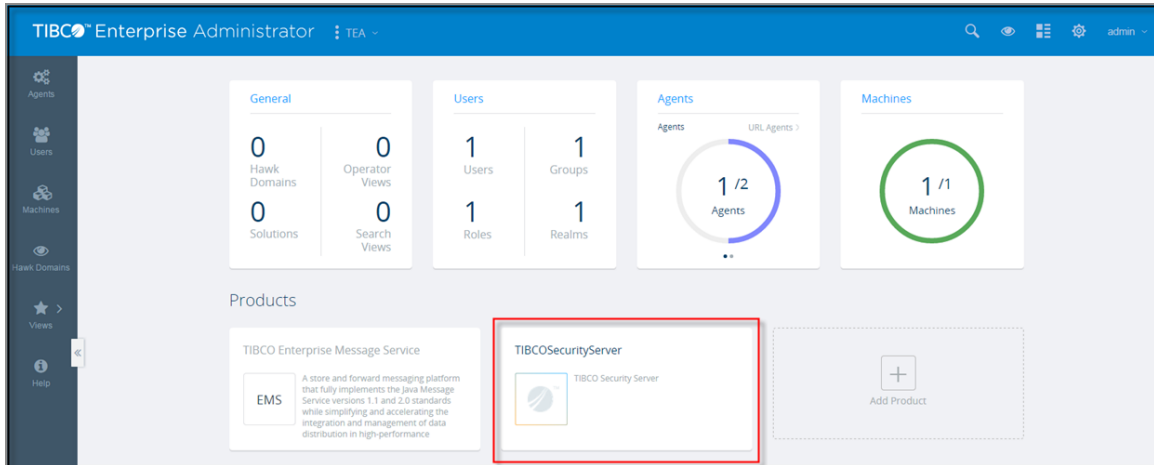 TIBCO™ Enterprise Administrator
TEA
admin
Agents
Users
Machines
Hawk Domains
Views
Help
General
0
Hawk
Domains
0
Operator
Views
0
Solutions
0
Search
Views
Users
1
Users
1
Groups
1
Roles
1
Realms
Agents
Agents
URL Agents >
1 /2
Agents
Machines
1 /1
Machines
Products
TIBCO Enterprise Message Service
EMS
A store and forward messaging platform
that fully implements the Java Message
Service versions 1.1 and 2.0 standards
while simplifying and accelerating the
integration and management of data
distribution in high-performance
TIBCOSecurityServer
TIBCO Security Server
Add Product